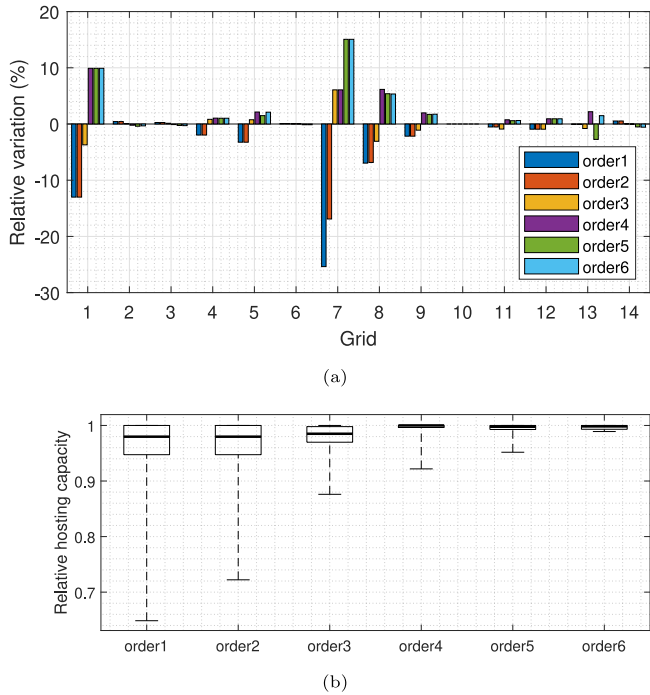 20
10
0
-10
-20
-30
Relative variation (%)
order1
order2
order3
order4
order5
order6
1 2 3 4 5 6 7 8 9 10 11 12 13 14
Grid
(a)
1
0.9
0.8
0.7
Relative hosting capacity
order1 order2 order3 order4 order5 order6
(b)